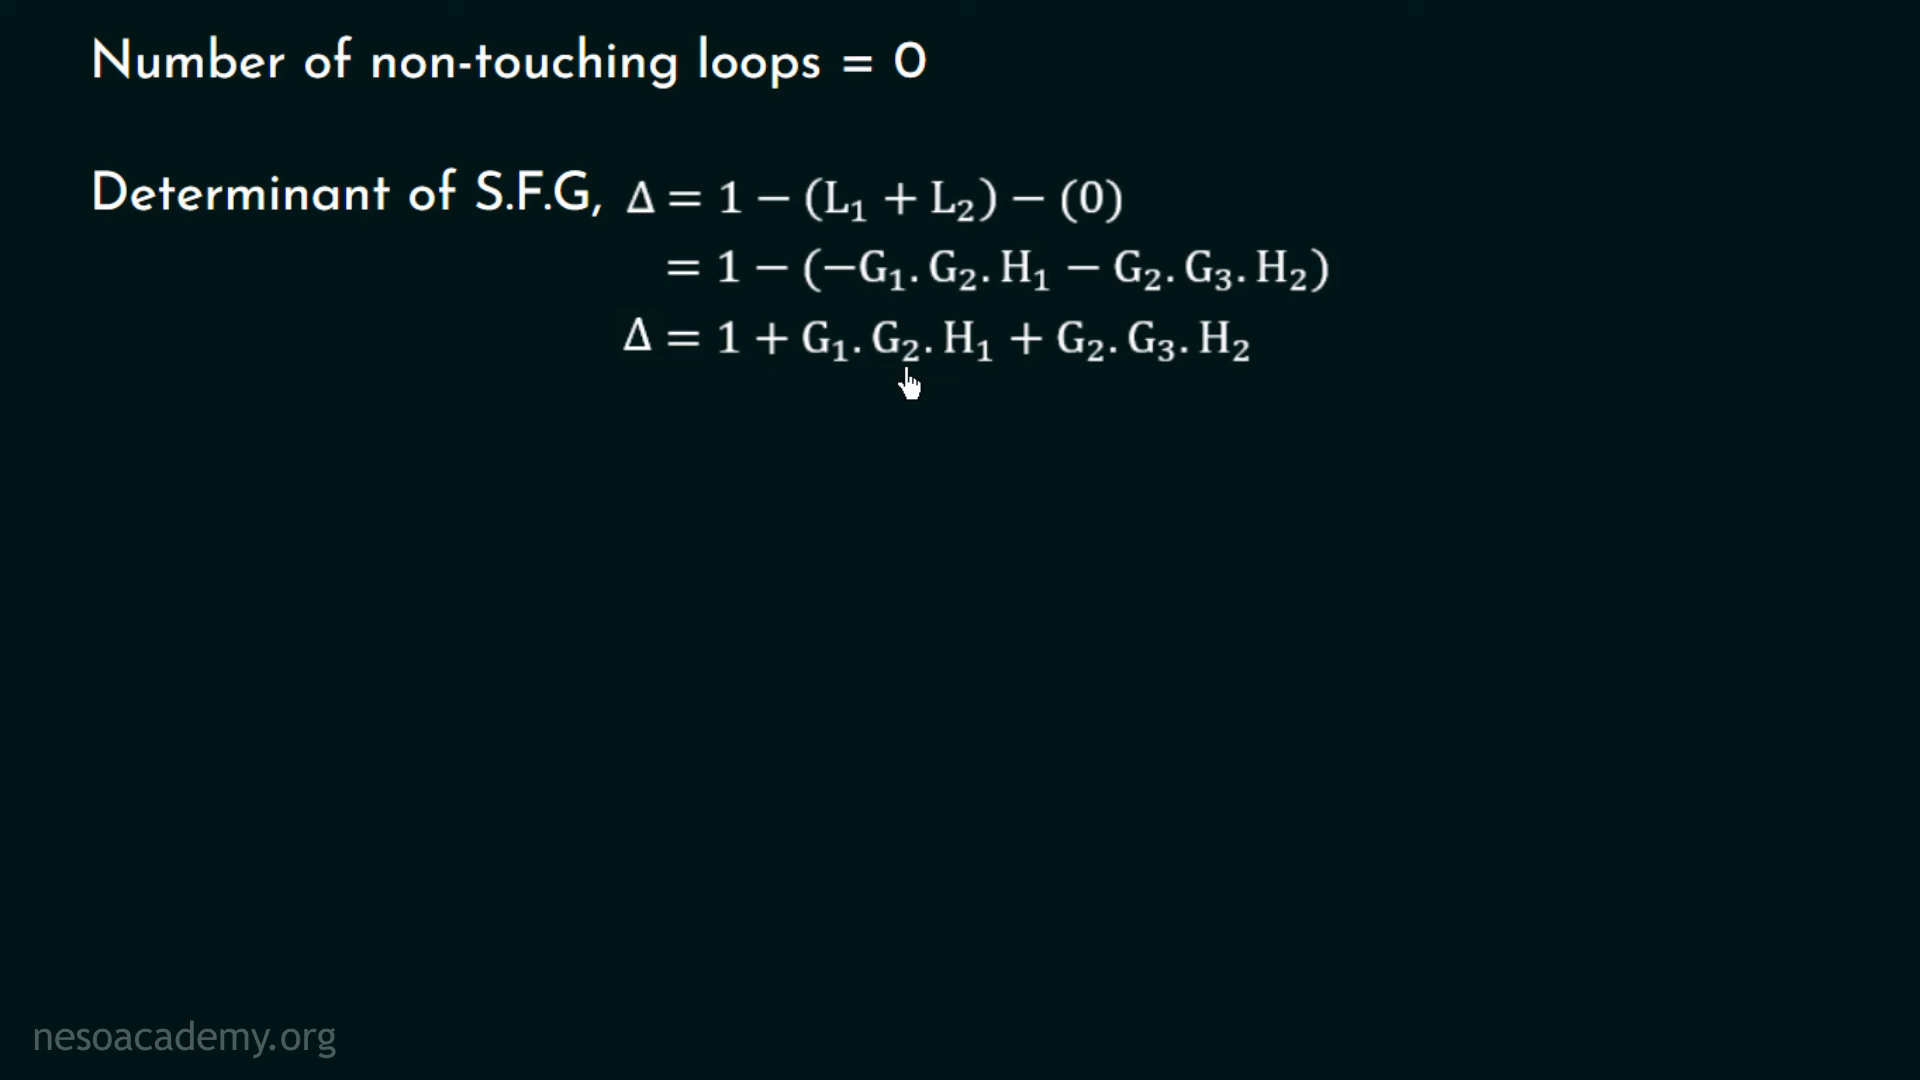 Number of non-touching loops = 0
Determinant of S.F.G, Δ = 1 − (L₁ + L₂) − (0)
= 1 − (−G₁. G₂. H₁ − G₂. G₃. H₂)
Δ = 1 + G₁. G₂. H₁ + G₂. G₃. H₂
nesoacademy.org